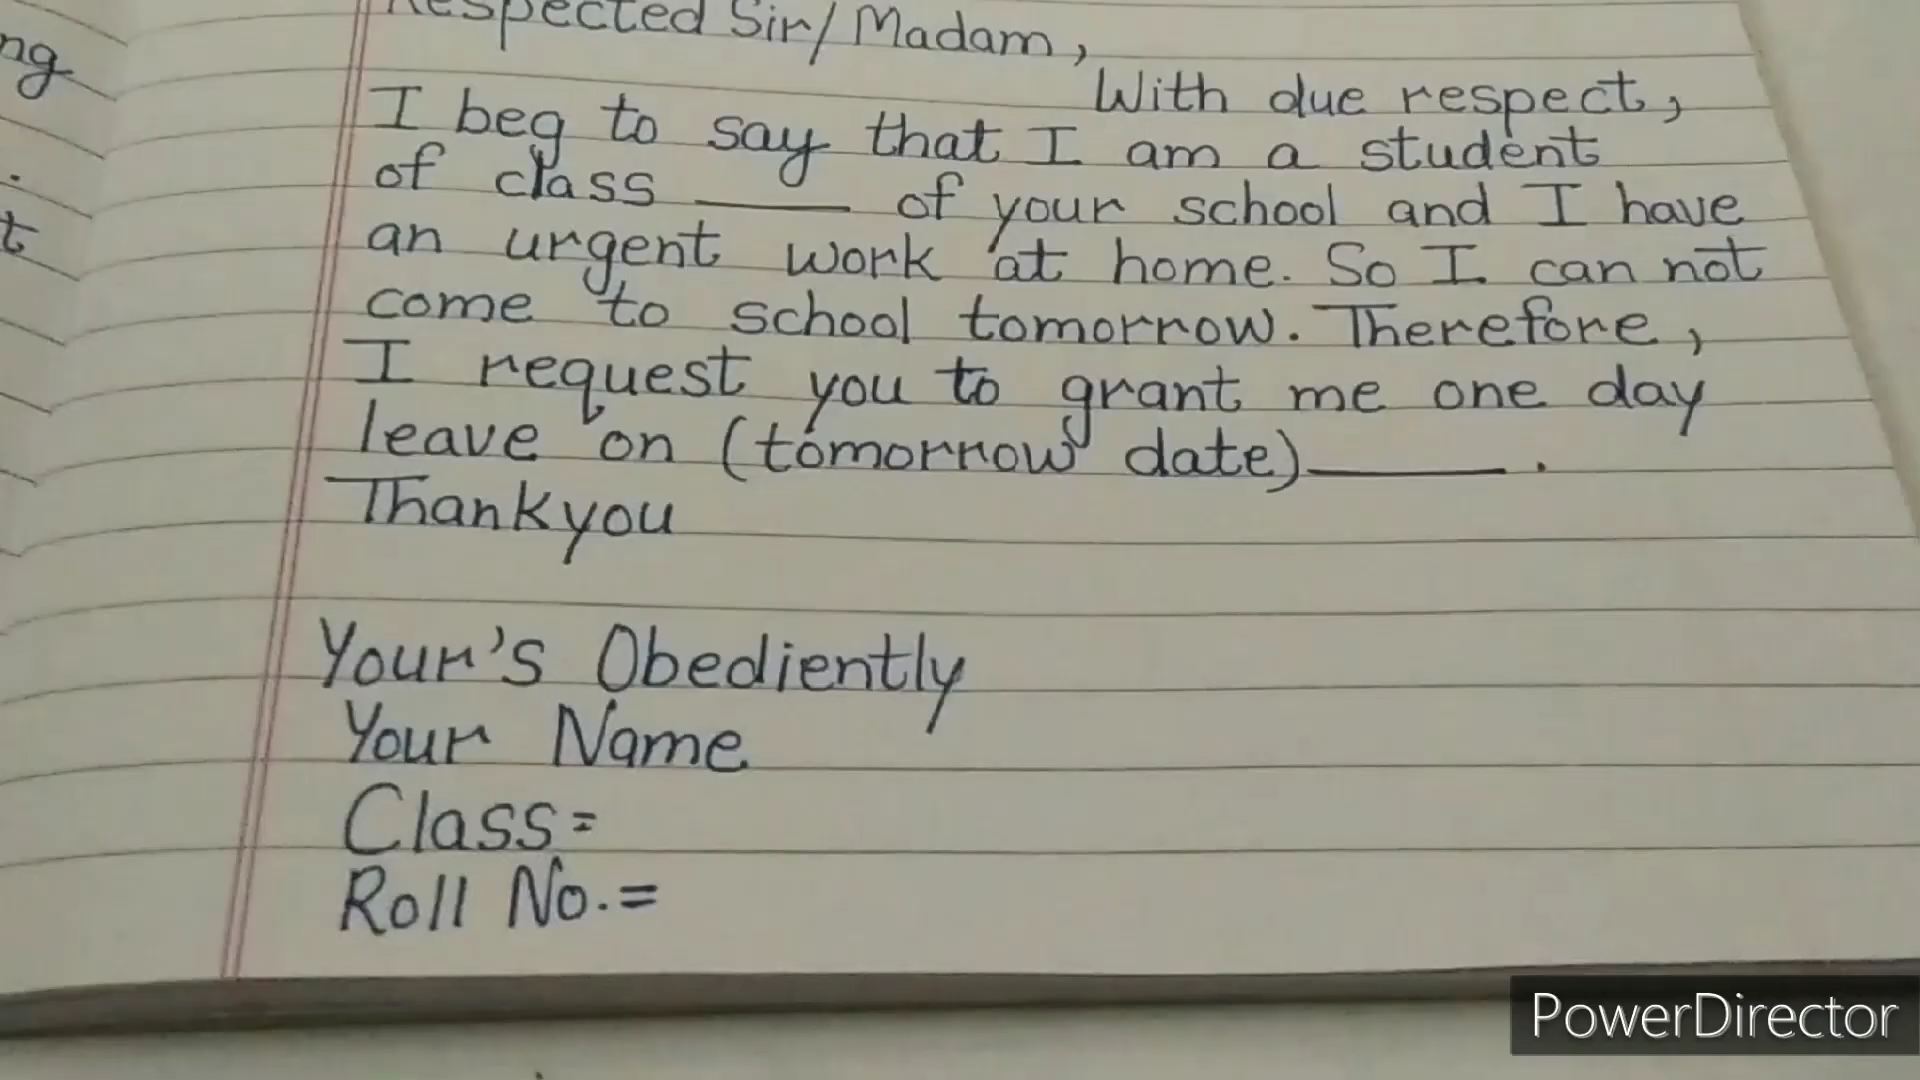 ng
.
t
Respected Sir/Madam,
With due respect,
I beg to say that I am a student
of class ____ of your school and I have
an urgent work at home. So I can not
come to school tomorrow. Therefore,
I request you to grant me one day
leave on (tomorrow date)____ .
Thankyou
Your's Obediently
Your Name
Class=
Roll No.=
PowerDirector